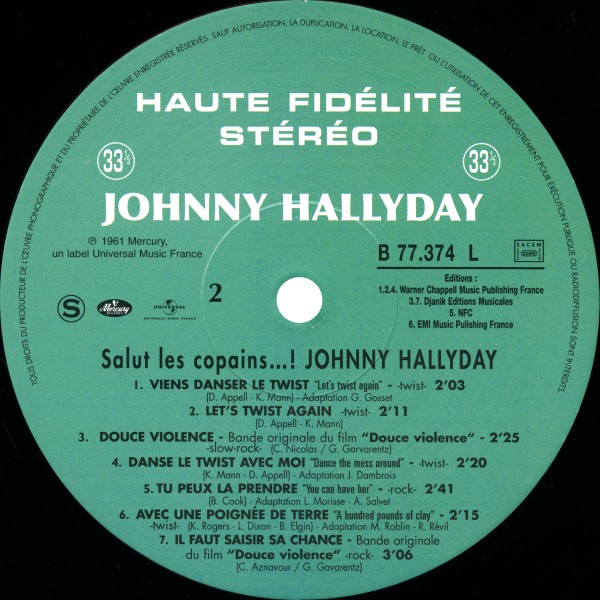 TOUS DROITS DU PRODUCTEUR DE L'ŒUVRE PHONOGRAPHIQUE ET DU PROPRIÉTAIRE DE L'ŒUVRE ENREGISTRÉE RÉSERVÉS. SAUF AUTORISATION, LA DUPLICATION, LA LOCATION, LE PRÊT OU L'UTILISATION DE CET ENREGISTREMENT POUR EXÉCUTION PUBLIQUE OU RADIODIFFUSION SONT INTERDITS.
HAUTE FIDÉLITÉ
STÉRÉO
33 1/3
33 1/3
JOHNNY HALLYDAY
℗ 1961 Mercury,
un label Universal Music France
B 77.374 L
SACEM
Editions :
1.2.4. Warner Chappell Music Publishing France
3.7. Djanik Editions Musicales
5. NFC
6. EMI Music Pulishing France
S
Mercury
UNIVERSAL
UNIVERSAL MUSIC FRANCE
2
Salut les copains...! JOHNNY HALLYDAY
1. VIENS DANSER LE TWIST "Let's twist again" - -twist- 2'03
(D. Appell - K. Mann) - Adaptation G. Gosset
2. LET'S TWIST AGAIN -twist- 2'11
(D. Appell - K. Mann)
3. DOUCE VIOLENCE - Bande originale du film "Douce violence" - 2'25
-slow-rock- (C. Nicolas / G. Garvarentz)
4. DANSE LE TWIST AVEC MOI "Dance the mess around" -twist- 2'20
(K. Mann - D. Appell) - Adaptation J. Dambrois
5. TU PEUX LA PRENDRE "You can have her" - -rock- 2'41
(B. Cook) - Adaptation L. Morisse - A. Salvet
6. AVEC UNE POIGNÉE DE TERRE "A hundred pounds of clay" - 2'15
-twist- (K. Rogers - L. Dixon - B. Elgin) - Adaptation M. Roblin - R. Révil
7. IL FAUT SAISIR SA CHANCE - Bande originale
du film "Douce violence" -rock- 3'06
(C. Aznavour / G. Gavarentz)